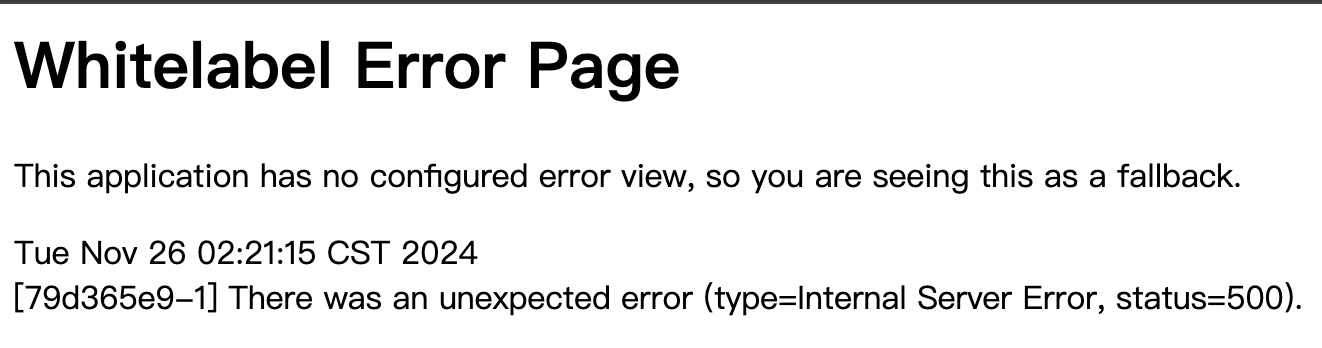 Whitelabel Error Page
This application has no configured error view, so you are seeing this as a fallback.
Tue Nov 26 02:21:15 CST 2024
[79d365e9-1] There was an unexpected error (type=Internal Server Error, status=500).